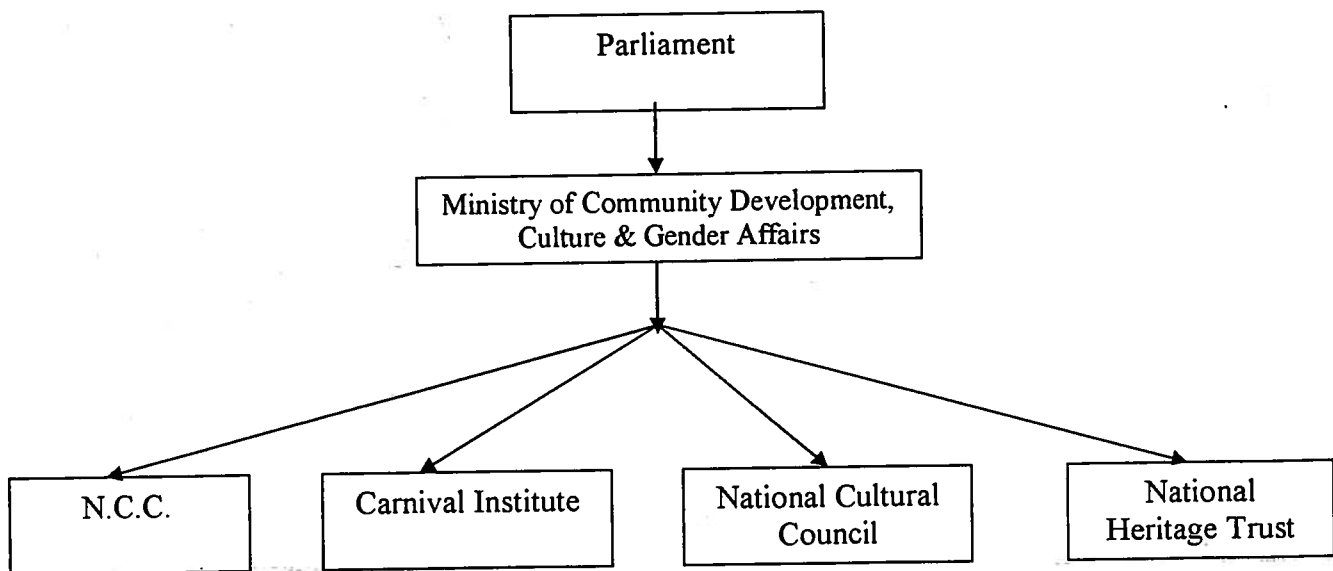 Parliament
Ministry of Community Development,
Culture & Gender Affairs
N.C.C.
Carnival Institute
National Cultural
Council
National
Heritage Trust